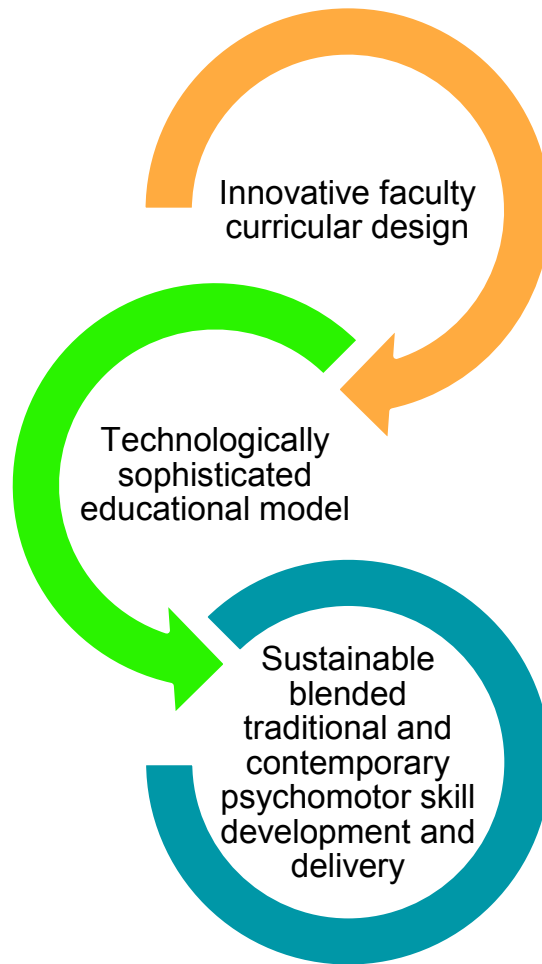 Innovative faculty
curricular design
Technologically
sophisticated
educational model
Sustainable
blended
traditional and
contemporary
psychomotor skill
development and
delivery